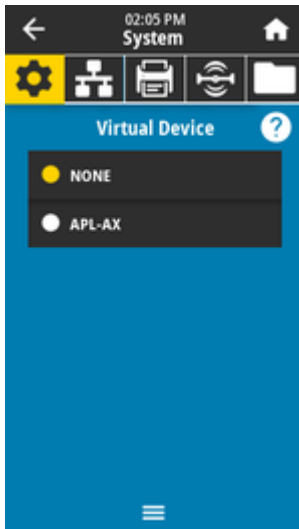 02:05 PM
System
Virtual Device
?
NONE
APL-AX